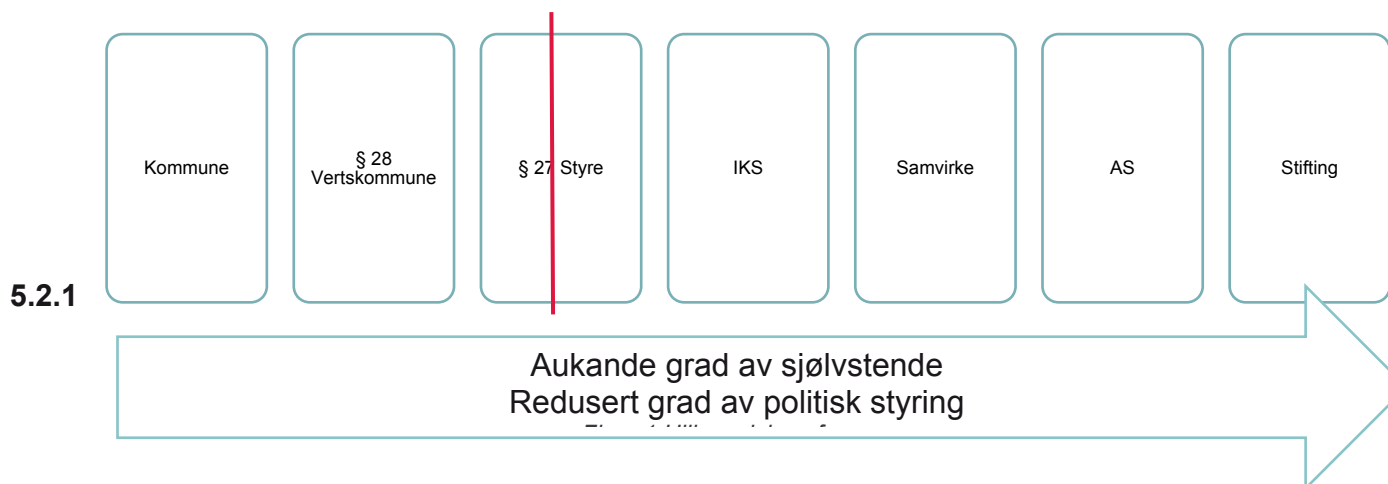 Kommune
§ 28
Vertskommune
§ 27 Styre
IKS
Samvirke
AS
Stifting
5.2.1
Aukande grad av sjølvstende
Redusert grad av politisk styring